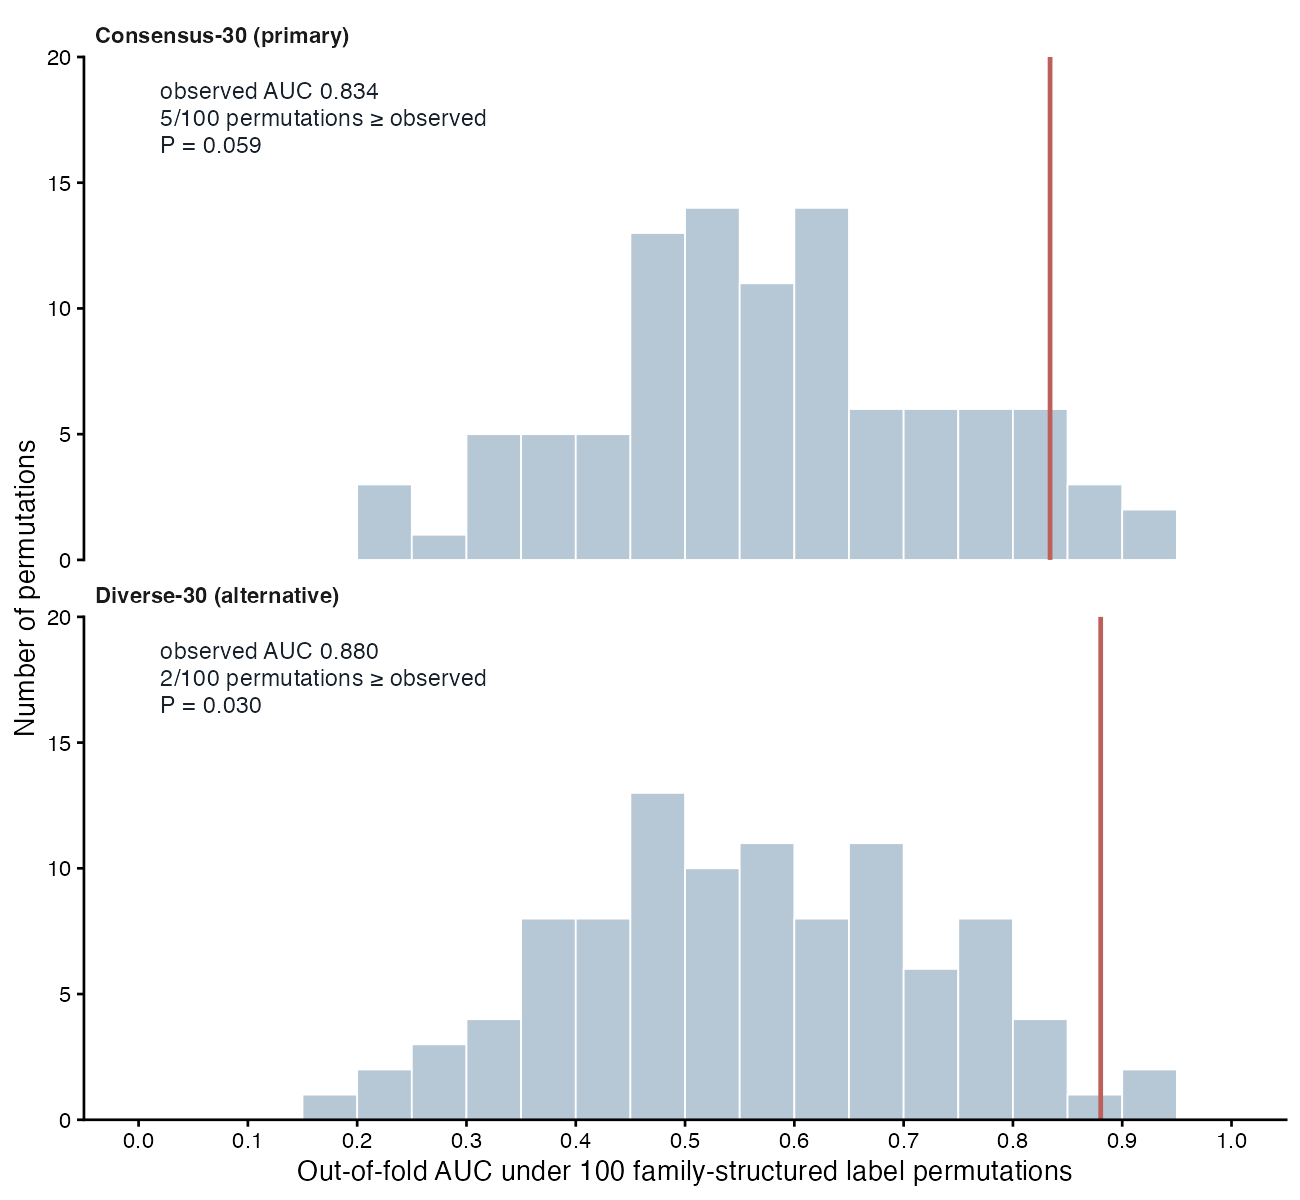 Consensus-30 (primary)
20
observed AUC 0.834
5/100 permutations ≥ observed
P = 0.059
15
10
5
0
Number of permutations
Diverse-30 (alternative)
20
observed AUC 0.880
2/100 permutations ≥ observed
P = 0.030
15
10
5
0
0.0 0.1 0.2 0.3 0.4 0.5 0.6 0.7 0.8 0.9 1.0
Out-of-fold AUC under 100 family-structured label permutations